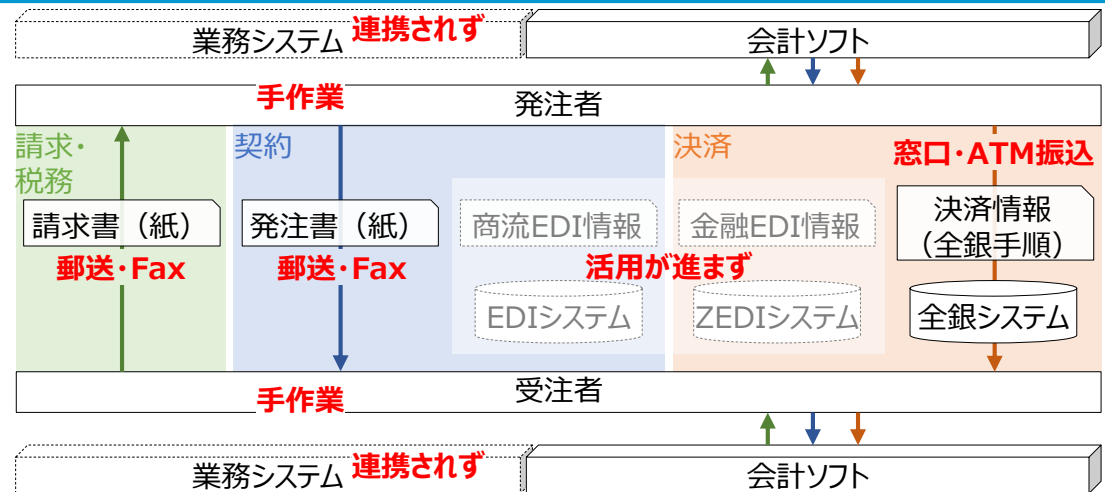 業務システム 連携されず
会計ソフト
手作業
発注者
請求・
税務
契約
決済
窓口・ATM振込
請求書（紙）
郵送・Fax
発注書（紙）
郵送・Fax
商流EDI情報
金融EDI情報
活用が進まず
EDIシステム
ZEDIシステム
決済情報
（全銀手順）
全銀システム
手作業
受注者
業務システム 連携されず
会計ソフト